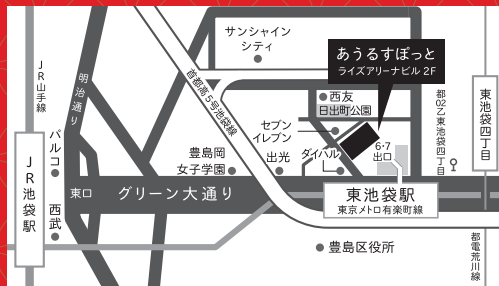 サンシャイン
シティ
あうるすぽっと
ライズアリーナビル 2F
JR山手線
明治通り
首都高5号池袋線
西友
日出町公園
都02乙東池袋四丁目
東池袋四丁目
セブン
イレブン
パルコ
豊島岡
女子学園
出光
ダイハツ
6・7
出口
JR池袋駅
東口
グリーン大通り
東池袋駅
東京メトロ有楽町線
西武
豊島区役所
都電荒川線